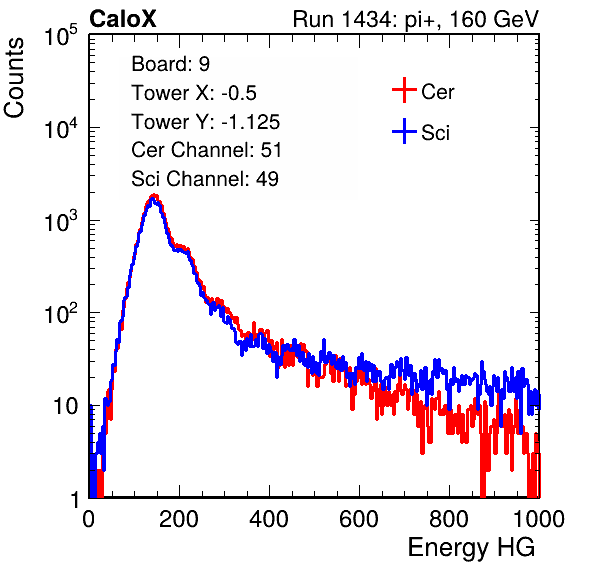 CaloX Run 1434: pi+, 160 GeV
Counts
Board: 9
Tower X: -0.5
Tower Y: -1.125
Cer Channel: 51
Sci Channel: 49
Cer
Sci
10^5
10^4
10^3
10^2
10
1
0 200 400 600 800 1000
Energy HG